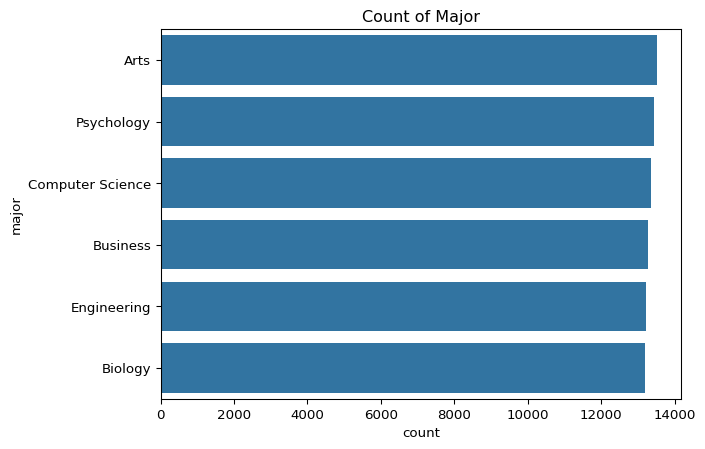 Count of Major
Arts
Psychology
Computer Science
Business
Engineering
Biology
major
0 2000 4000 6000 8000 10000 12000 14000
count